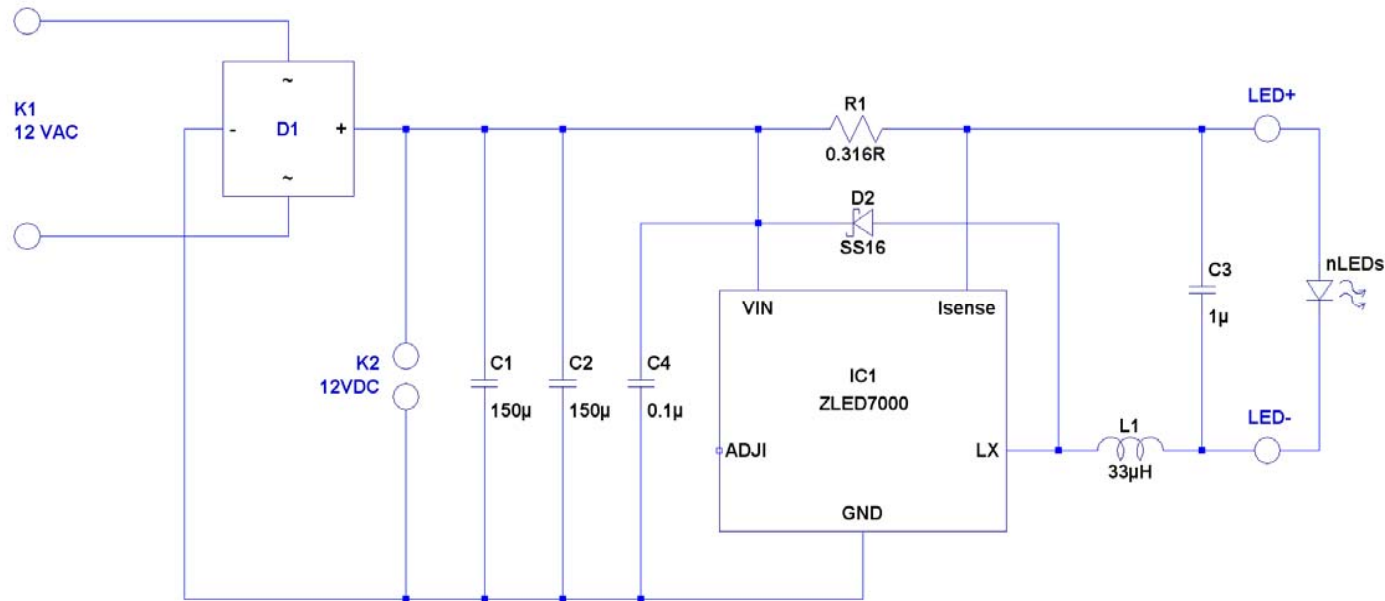 K1
12 VAC
~
-
D1
+
~
R1
0.316R
D2
SS16
LED+
nLEDs
C3
1µ
VIN
Isense
K2
12VDC
C1
150µ
C2
150µ
C4
0.1µ
IC1
ZLED7000
ADJI
LX
GND
L1
33µH
LED-